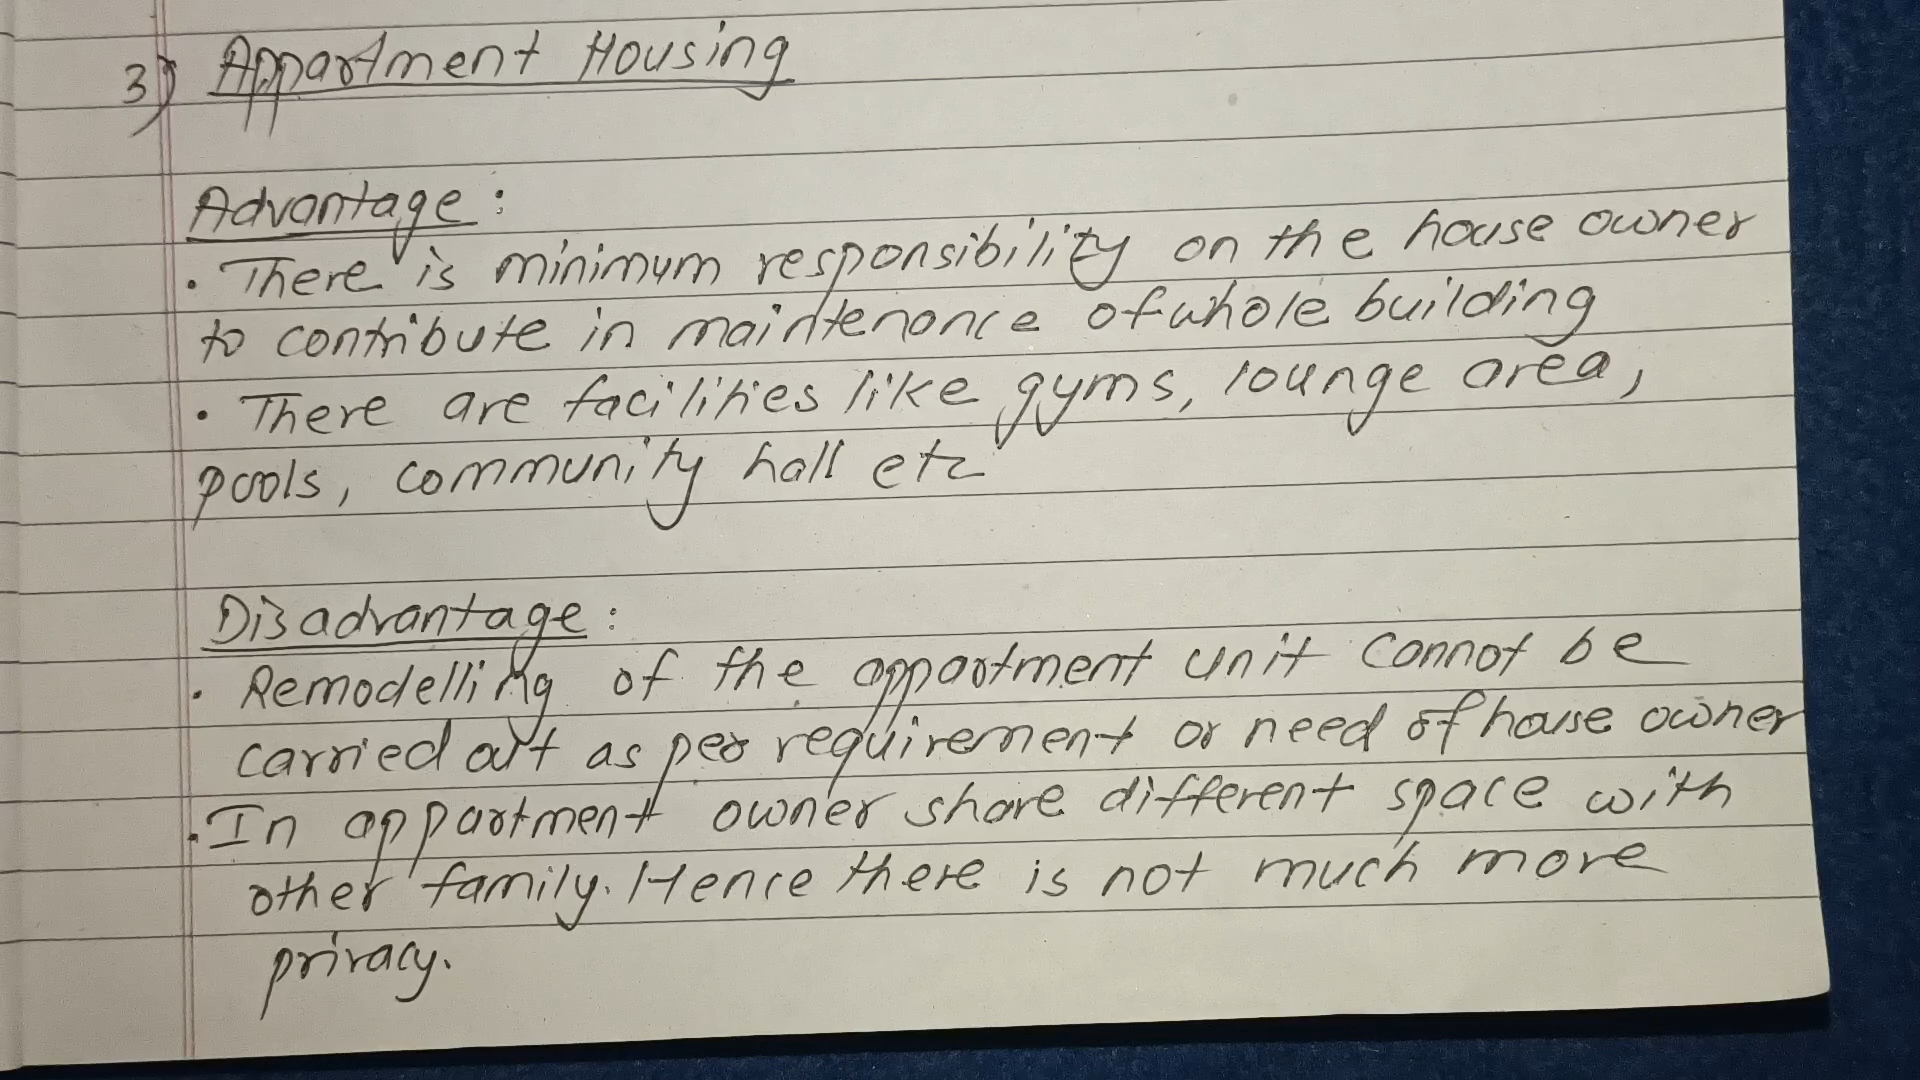 3) Appartment Housing
Advantage :
• There is minimum responsibility on the house owner
to contribute in maintenance of whole building
• There are facilities like gyms, lounge area,
pools, community hall etc
Disadvantage :
• Remodelling of the appartment unit cannot be
carried out as per requirement or need of house owner
• In appartment owner share different space with
other family. Hence there is not much more
privacy.